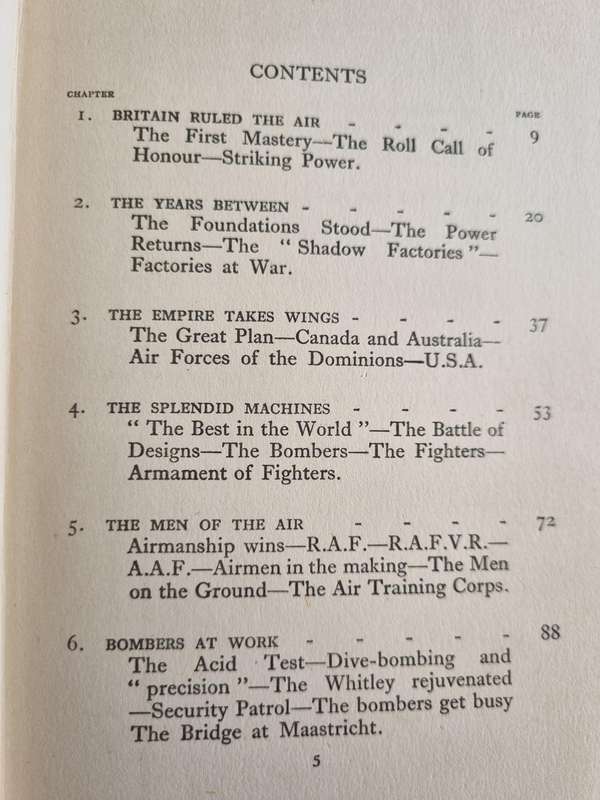 CONTENTS
CHAPTER
PAGE
1. BRITAIN RULED THE AIR - - - - 9
The First Mastery—The Roll Call of
Honour—Striking Power.
2. THE YEARS BETWEEN - - - - - 20
The Foundations Stood—The Power
Returns—The “ Shadow Factories ”—
Factories at War.
3. THE EMPIRE TAKES WINGS - - - - 37
The Great Plan—Canada and Australia—
Air Forces of the Dominions—U.S.A.
4. THE SPLENDID MACHINES - - - - 53
“ The Best in the World ”—The Battle of
Designs—The Bombers—The Fighters—
Armament of Fighters.
5. THE MEN OF THE AIR - - - - 72
Airmanship wins—R.A.F.—R.A.F.V.R.—
A.A.F.—Airmen in the making—The Men
on the Ground—The Air Training Corps.
6. BOMBERS AT WORK - - - - - 88
The Acid Test—Dive-bombing and
“ precision ”—The Whitley rejuvenated
—Security Patrol—The bombers get busy
The Bridge at Maastricht.
5